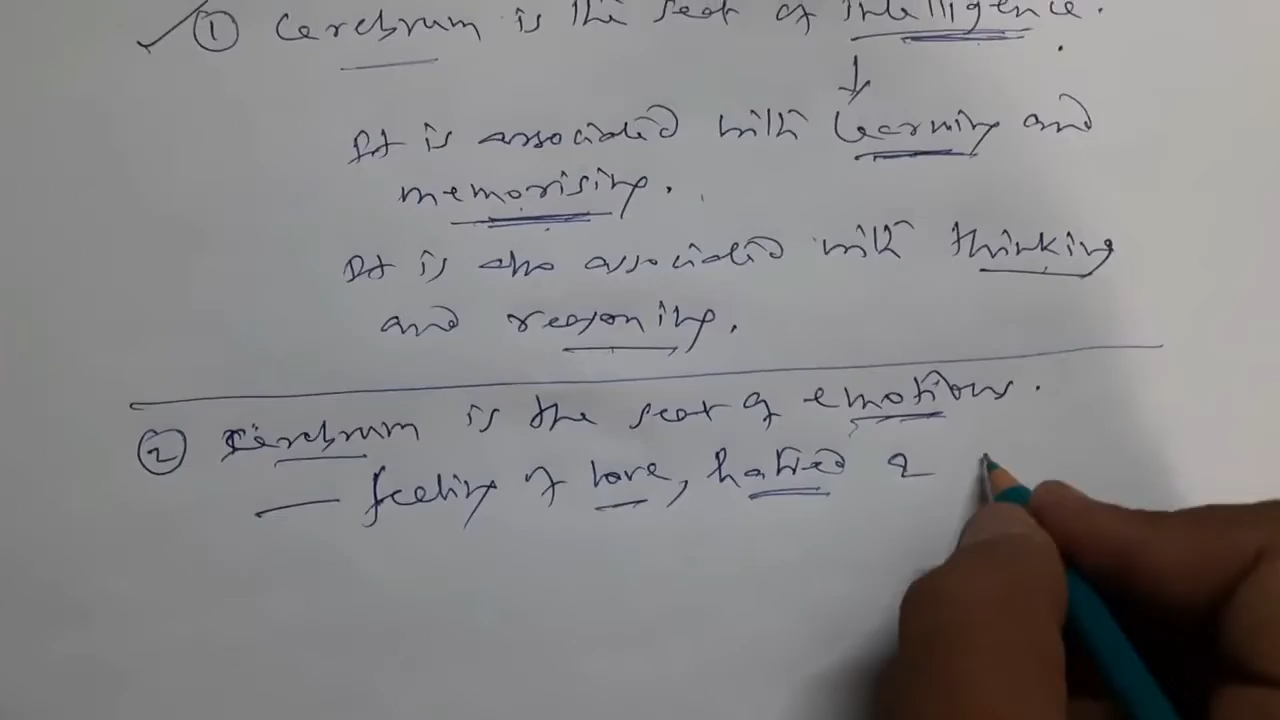 ① Cerebrum is the seat of intelligence.
↓
It is associated with learning and
memorising.
It is also associated with thinking
and reasoning.
② Cerebrum is the seat of emotions.
— feeling of love, hatred &